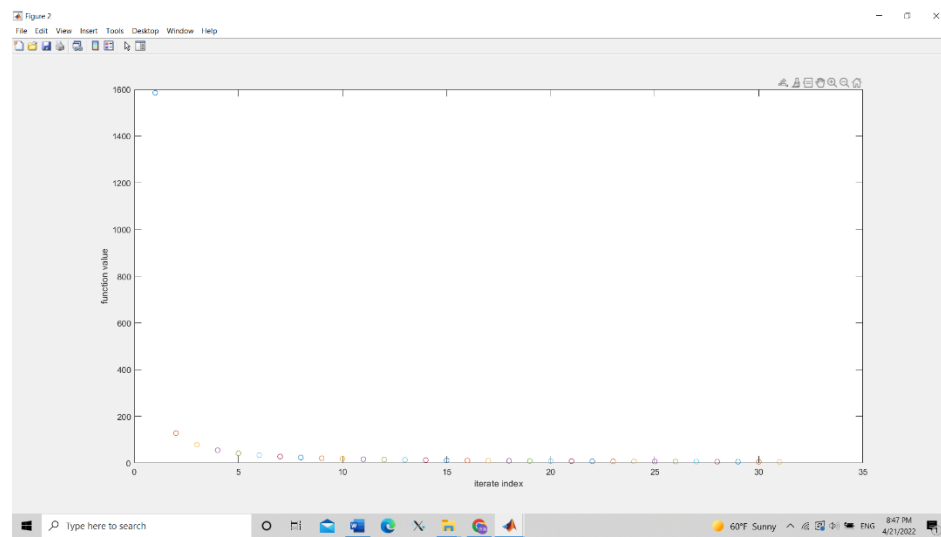 Figure 2
File Edit View Insert Tools Desktop Window Help
1600
1400
1200
1000
800
600
400
200
0
function value
0 5 10 15 20 25 30 35
iterate index
Type here to search
60°F Sunny
ENG
8:47 PM
4/21/2022
1